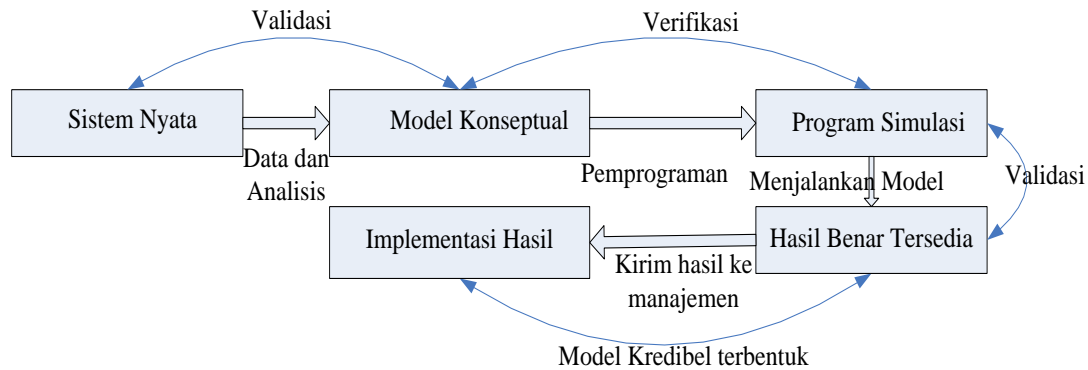 Validasi
Verifikasi
Sistem Nyata
Model Konseptual
Program Simulasi
Data dan
Analisis
Pemprograman
Menjalankan Model
Validasi
Implementasi Hasil
Hasil Benar Tersedia
Kirim hasil ke
manajemen
Model Kredibel terbentuk